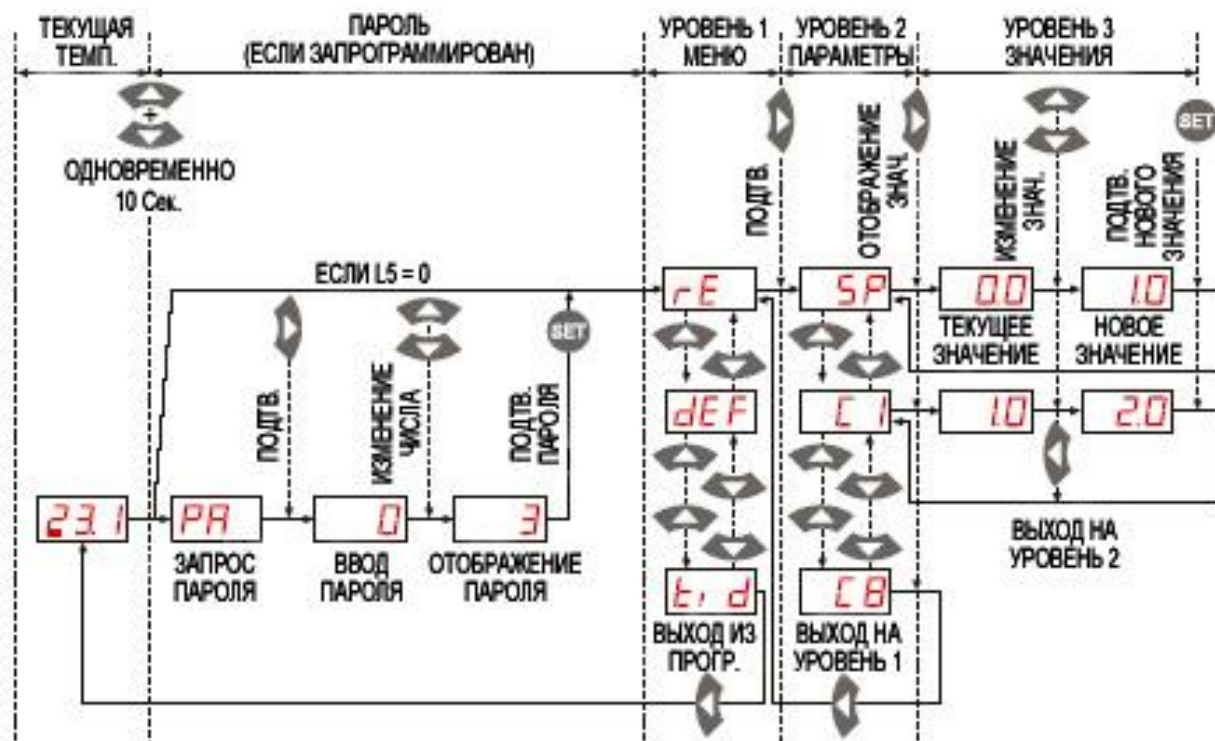 ТЕКУЩАЯ
ТЕМП.
ПАРОЛЬ
(ЕСЛИ ЗАПРОГРАММИРОВАН)
УРОВЕНЬ 1
МЕНЮ
УРОВЕНЬ 2
ПАРАМЕТРЫ
УРОВЕНЬ 3
ЗНАЧЕНИЯ
+
ОДНОВРЕМЕННО
10 Сек.
ПОДТВ.
ОТОБРАЖЕНИЕ
ЗНАЧ.
ИЗМЕНЕНИЕ
ЗНАЧ.
SET
ПОДТВ.
НОВОГО
ЗНАЧЕНИЯ
ЕСЛИ L5 = 0
rE
SP
0.0
1.0
ТЕКУЩЕЕ
ЗНАЧЕНИЕ
НОВОЕ
ЗНАЧЕНИЕ
ПОДТВ.
ИЗМЕНЕНИЕ
ЧИСЛА
SET
ПОДТВ.
ПАРОЛЯ
dEF
C1
1.0
2.0
23.1
PA
0
3
ЗАПРОС
ПАРОЛЯ
ВВОД
ПАРОЛЯ
ОТОБРАЖЕНИЕ
ПАРОЛЯ
ВЫХОД НА
УРОВЕНЬ 2
tid
C8
ВЫХОД ИЗ
ПРОГР.
ВЫХОД НА
УРОВЕНЬ 1